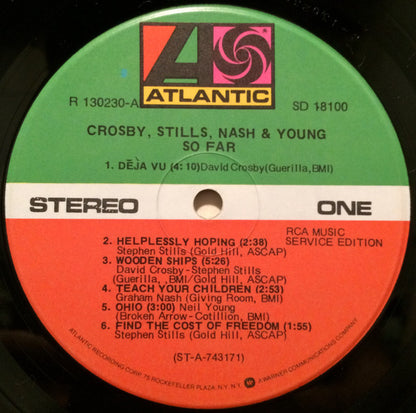 ATLANTIC
R 130230-A
SD 18100
CROSBY, STILLS, NASH & YOUNG
SO FAR
1. DĒJÀ VU (4:10) David Crosby (Guerilla, BMI)
STEREO
ONE
RCA MUSIC
SERVICE EDITION
2. HELPLESSLY HOPING (2:38)
Stephen Stills (Gold Hill, ASCAP)
3. WOODEN SHIPS (5:26)
David Crosby-Stephen Stills
(Guerilla, ,BMI/Gold Hill, ASCAP)
4. TEACH YOUR CHILDREN (2:53)
Graham Nash (Giving Room, BMI)
5. OHIO (3:00) Neil Young
(Broken Arrow-Cotillion, BMI)
6. FIND THE COST OF FREEDOM (1:55)
Stephen Stills (Gold Hill, ASCAP)
(ST-A-743171)
ATLANTIC RECORDING CORP. 75 ROCKEFELLER PLAZA, N.Y. N.Y. A WARNER COMMUNICATIONS COMPANY